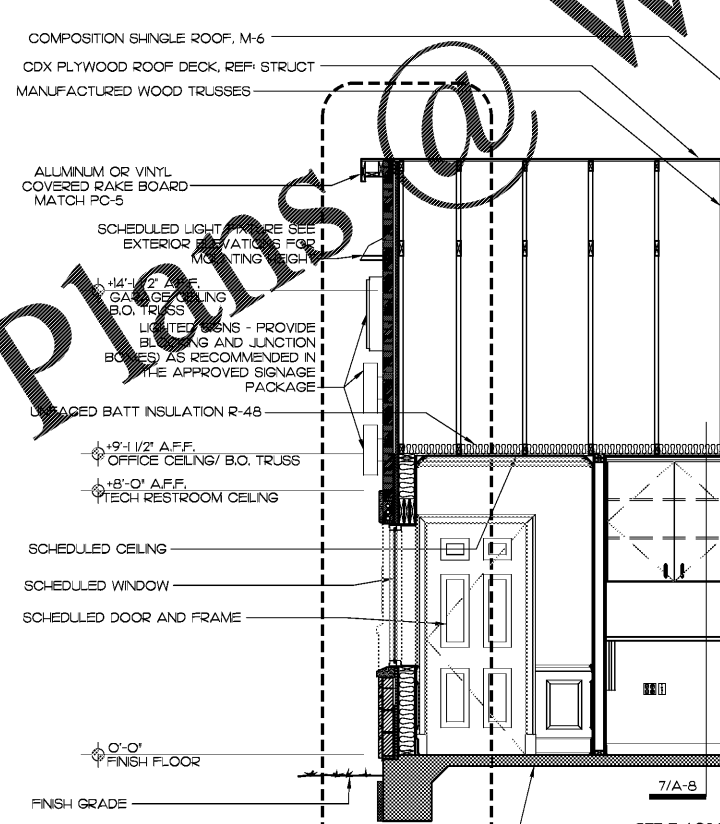 COMPOSITION SHINGLE ROOF, M-6
CDX PLYWOOD ROOF DECK, REF: STRUCT
MANUFACTURED WOOD TRUSSES
ALUMINUM OR VINYL
COVERED RAKE BOARD
MATCH PC-5
SCHEDULED LIGHT FIXTURE SEE
EXTERIOR ELEVATIONS FOR
MOUNTING HEIGHT
+14'-1 1/2" A.F.F.
GARAGE CEILING
B.O. TRUSS
LIGHTED SIGNS - PROVIDE
BLOCKING AND JUNCTION
BOXES) AS RECOMMENDED IN
THE APPROVED SIGNAGE
PACKAGE
UNFACED BATT INSULATION R-48
+9'-1 1/2" A.F.F.
OFFICE CEILING/ B.O. TRUSS
+8'-0" A.F.F.
TECH RESTROOM CEILING
SCHEDULED CEILING
SCHEDULED WINDOW
SCHEDULED DOOR AND FRAME
0'-0"
FINISH FLOOR
FINISH GRADE
7/A-8
Plans @ W